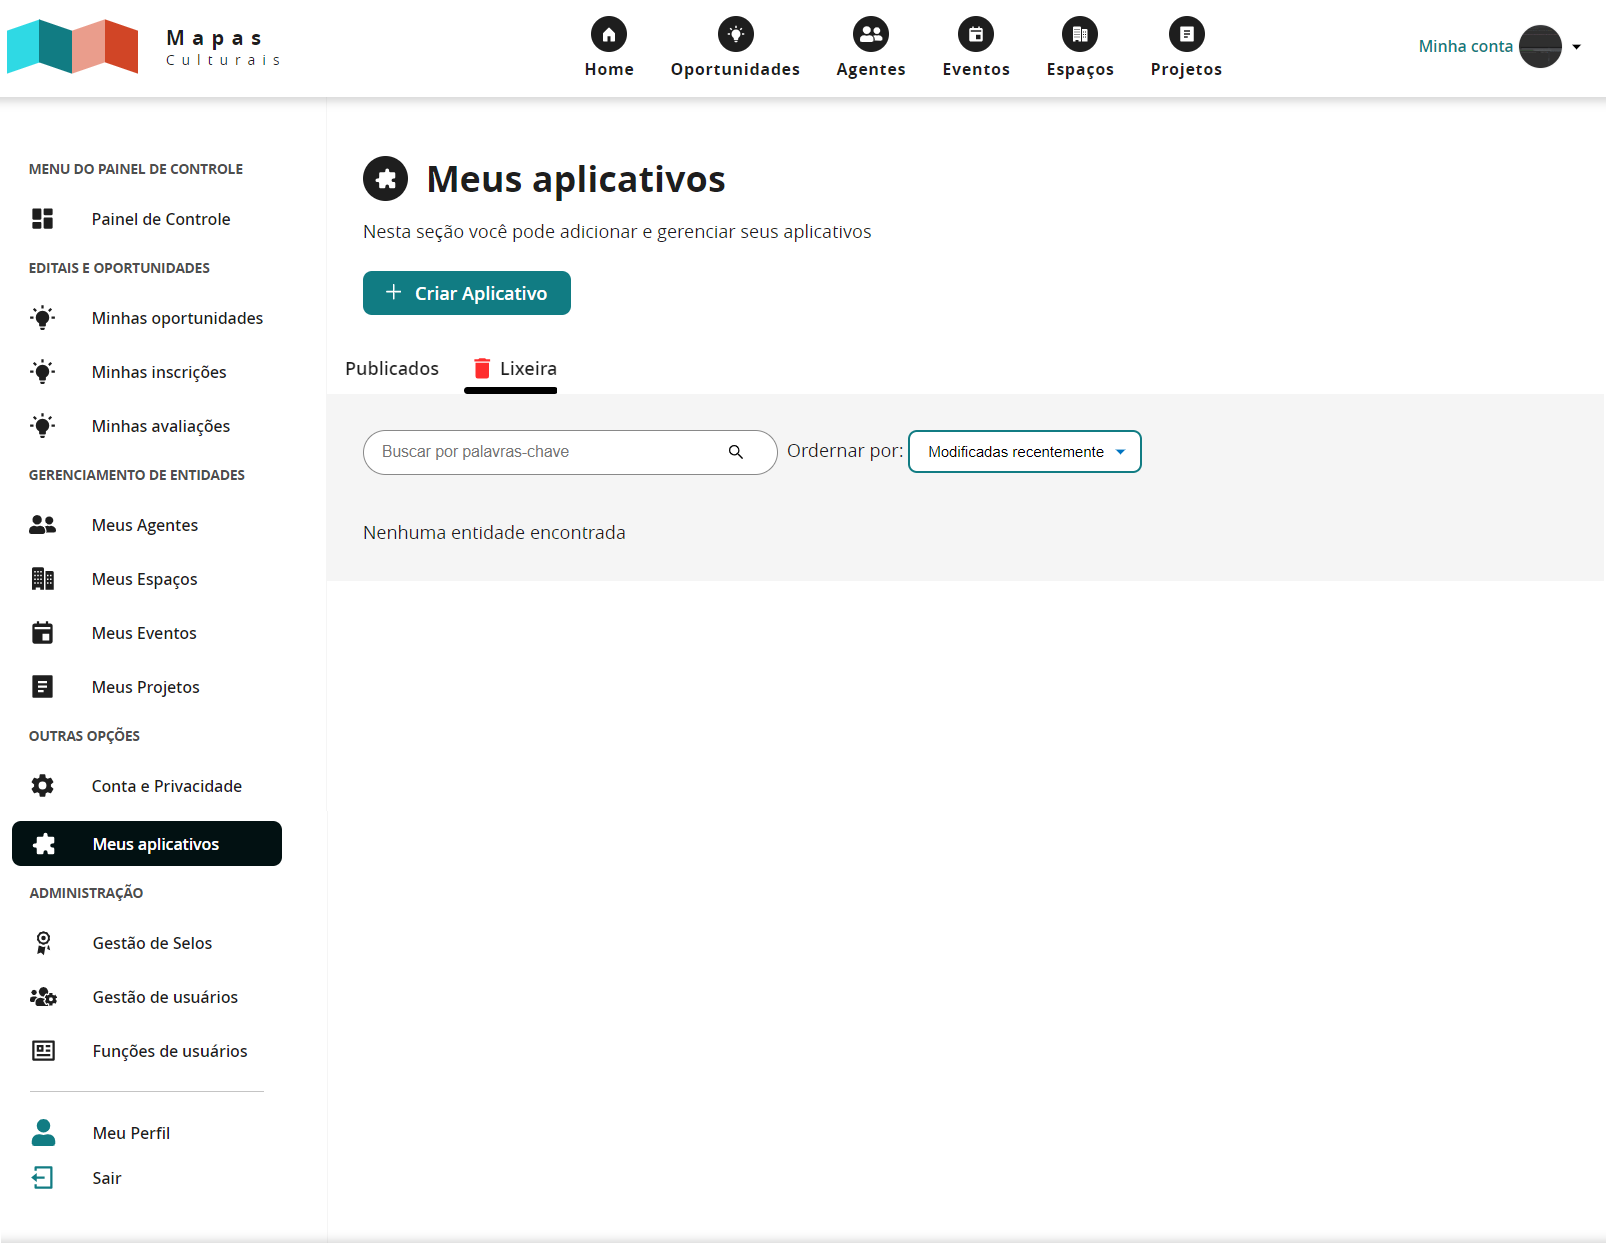 Mapas
Culturais
Home
Oportunidades
Agentes
Eventos
Espaços
Projetos
Minha conta
MENU DO PAINEL DE CONTROLE
Painel de Controle
EDITAIS E OPORTUNIDADES
Minhas oportunidades
Minhas inscrições
Minhas avaliações
GERENCIAMENTO DE ENTIDADES
Meus Agentes
Meus Espaços
Meus Eventos
Meus Projetos
OUTRAS OPÇÕES
Conta e Privacidade
Meus aplicativos
ADMINISTRAÇÃO
Gestão de Selos
Gestão de usuários
Funções de usuários
Meu Perfil
Sair
Meus aplicativos
Nesta seção você pode adicionar e gerenciar seus aplicativos
Criar Aplicativo
Publicados
Lixeira
Buscar por palavras-chave
Ordernar por:
Modificadas recentemente
Nenhuma entidade encontrada